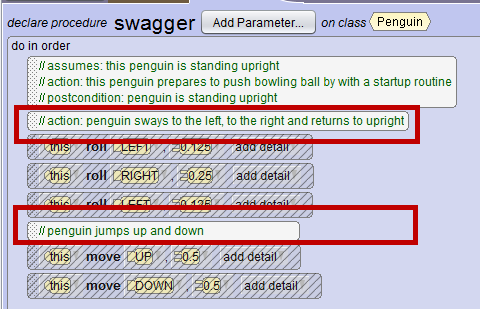 declare procedure swagger Add Parameter... on class Penguin
do in order
// assumes: this penguin is standing upright
// action: this penguin prepares to push bowling ball by with a startup routine
// postcondition: penguin is standing upright
// action: penguin sways to the left, to the right and returns to upright
this roll LEFT , 0.125 add detail
this roll RIGHT , 0.25 add detail
this roll LEFT , 0.125 add detail
// penguin jumps up and down
this move UP , 0.5 add detail
this move DOWN , 0.5 add detail